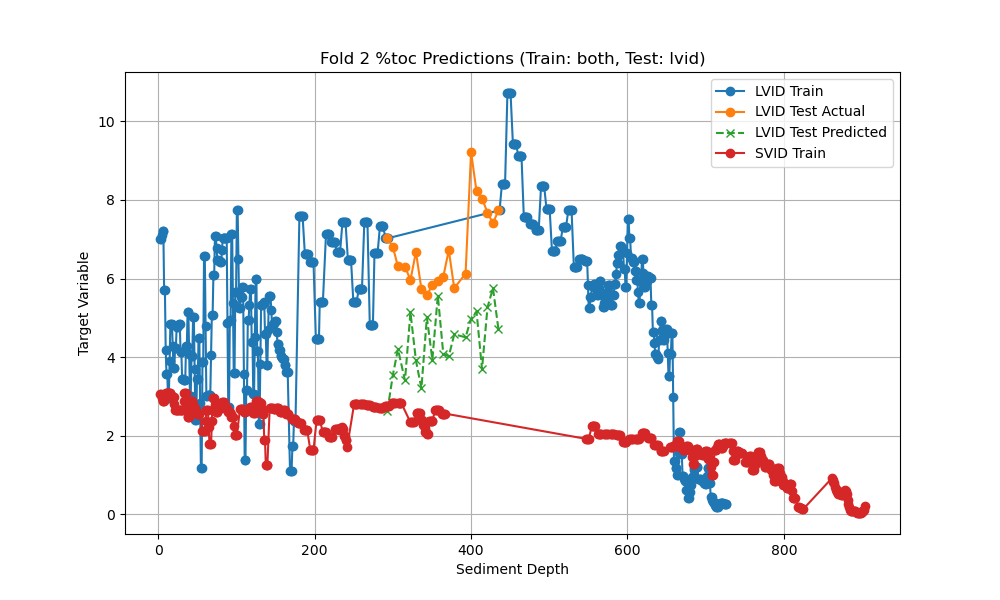 Fold 2 %toc Predictions (Train: both, Test: lvid)
LVID Train
LVID Test Actual
LVID Test Predicted
SVID Train
Target Variable
10
8
6
4
2
0
0 200 400 600 800
Sediment Depth